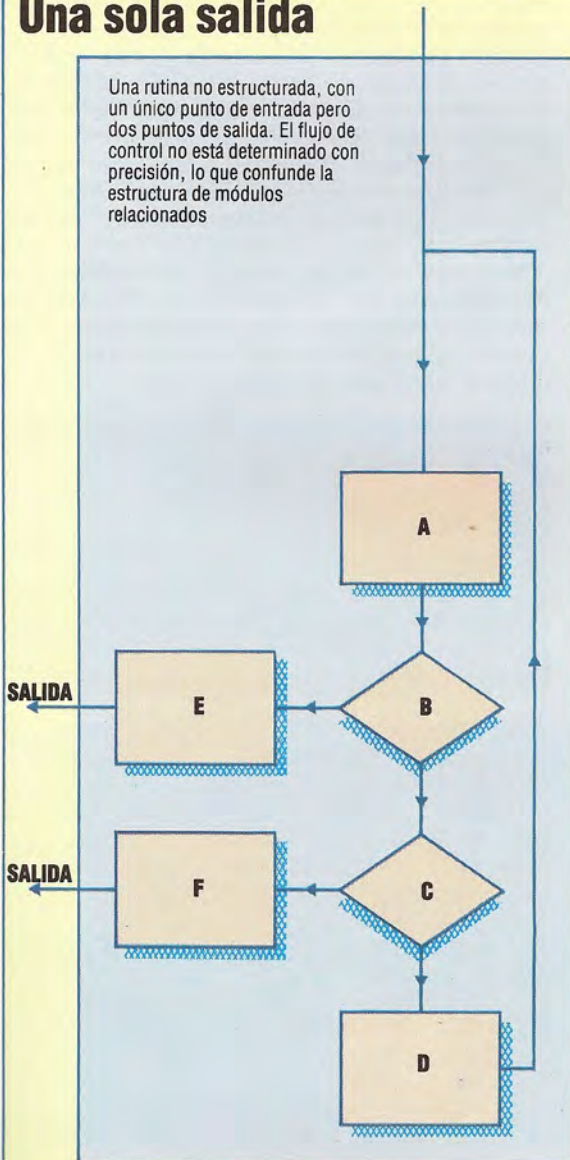 Una sola salida
Una rutina no estructurada, con
un único punto de entrada pero
dos puntos de salida. El flujo de
control no está determinado con
precisión, lo que confunde la
estructura de módulos
relacionados
A
SALIDA
E
B
SALIDA
F
C
D